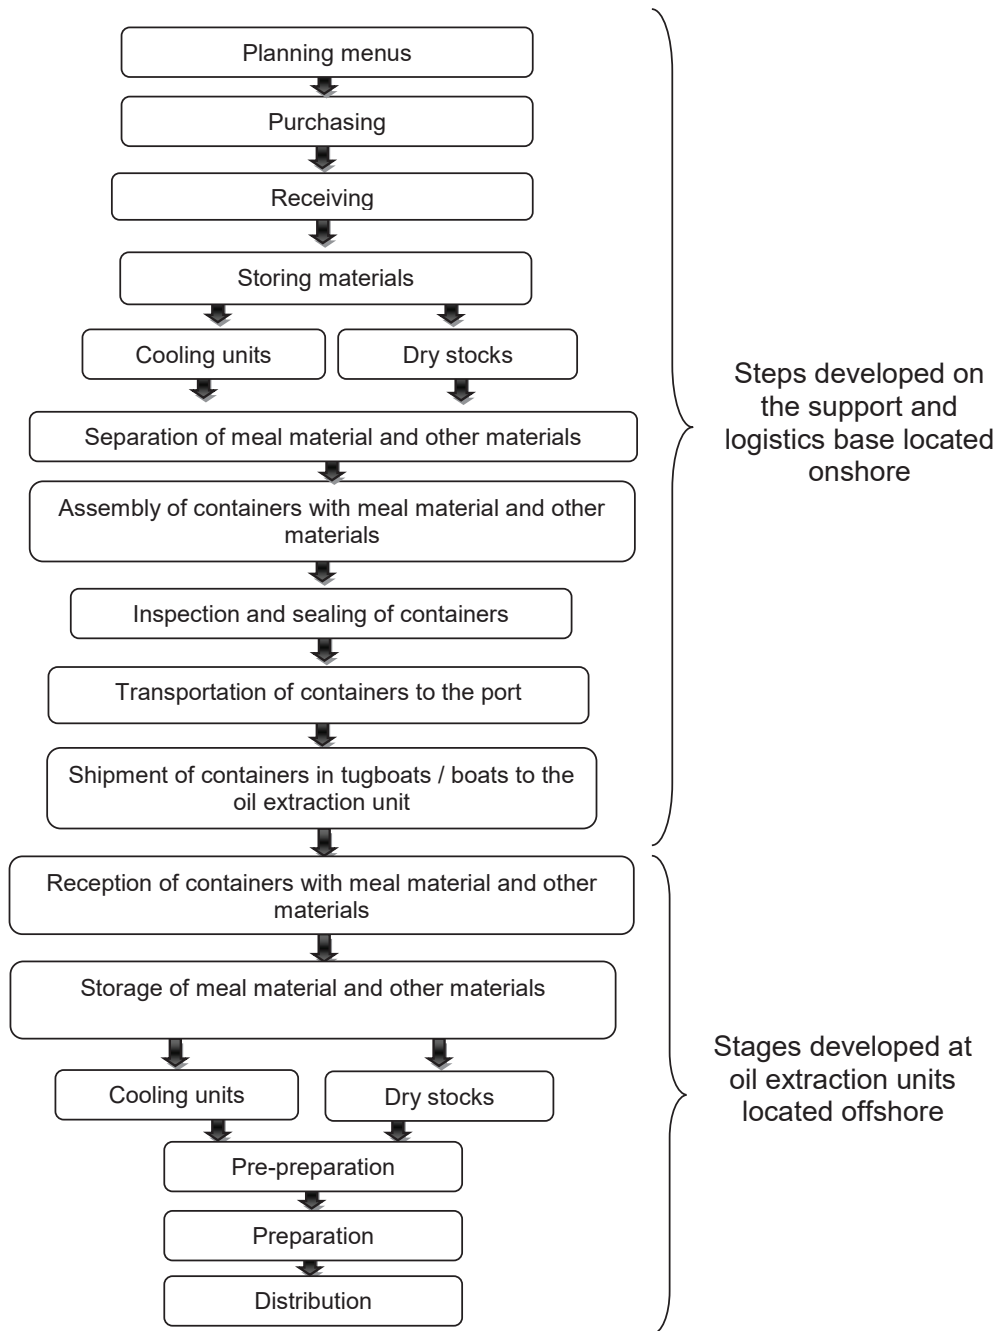 Planning menus
Purchasing
Receiving
Storing materials
Cooling units
Dry stocks
Separation of meal material and other materials
Assembly of containers with meal material and other
materials
Inspection and sealing of containers
Transportation of containers to the port
Shipment of containers in tugboats / boats to the
oil extraction unit
Steps developed on
the support and
logistics base located
onshore
Reception of containers with meal material and other
materials
Storage of meal material and other materials
Cooling units
Dry stocks
Pre-preparation
Preparation
Distribution
Stages developed at
oil extraction units
located offshore